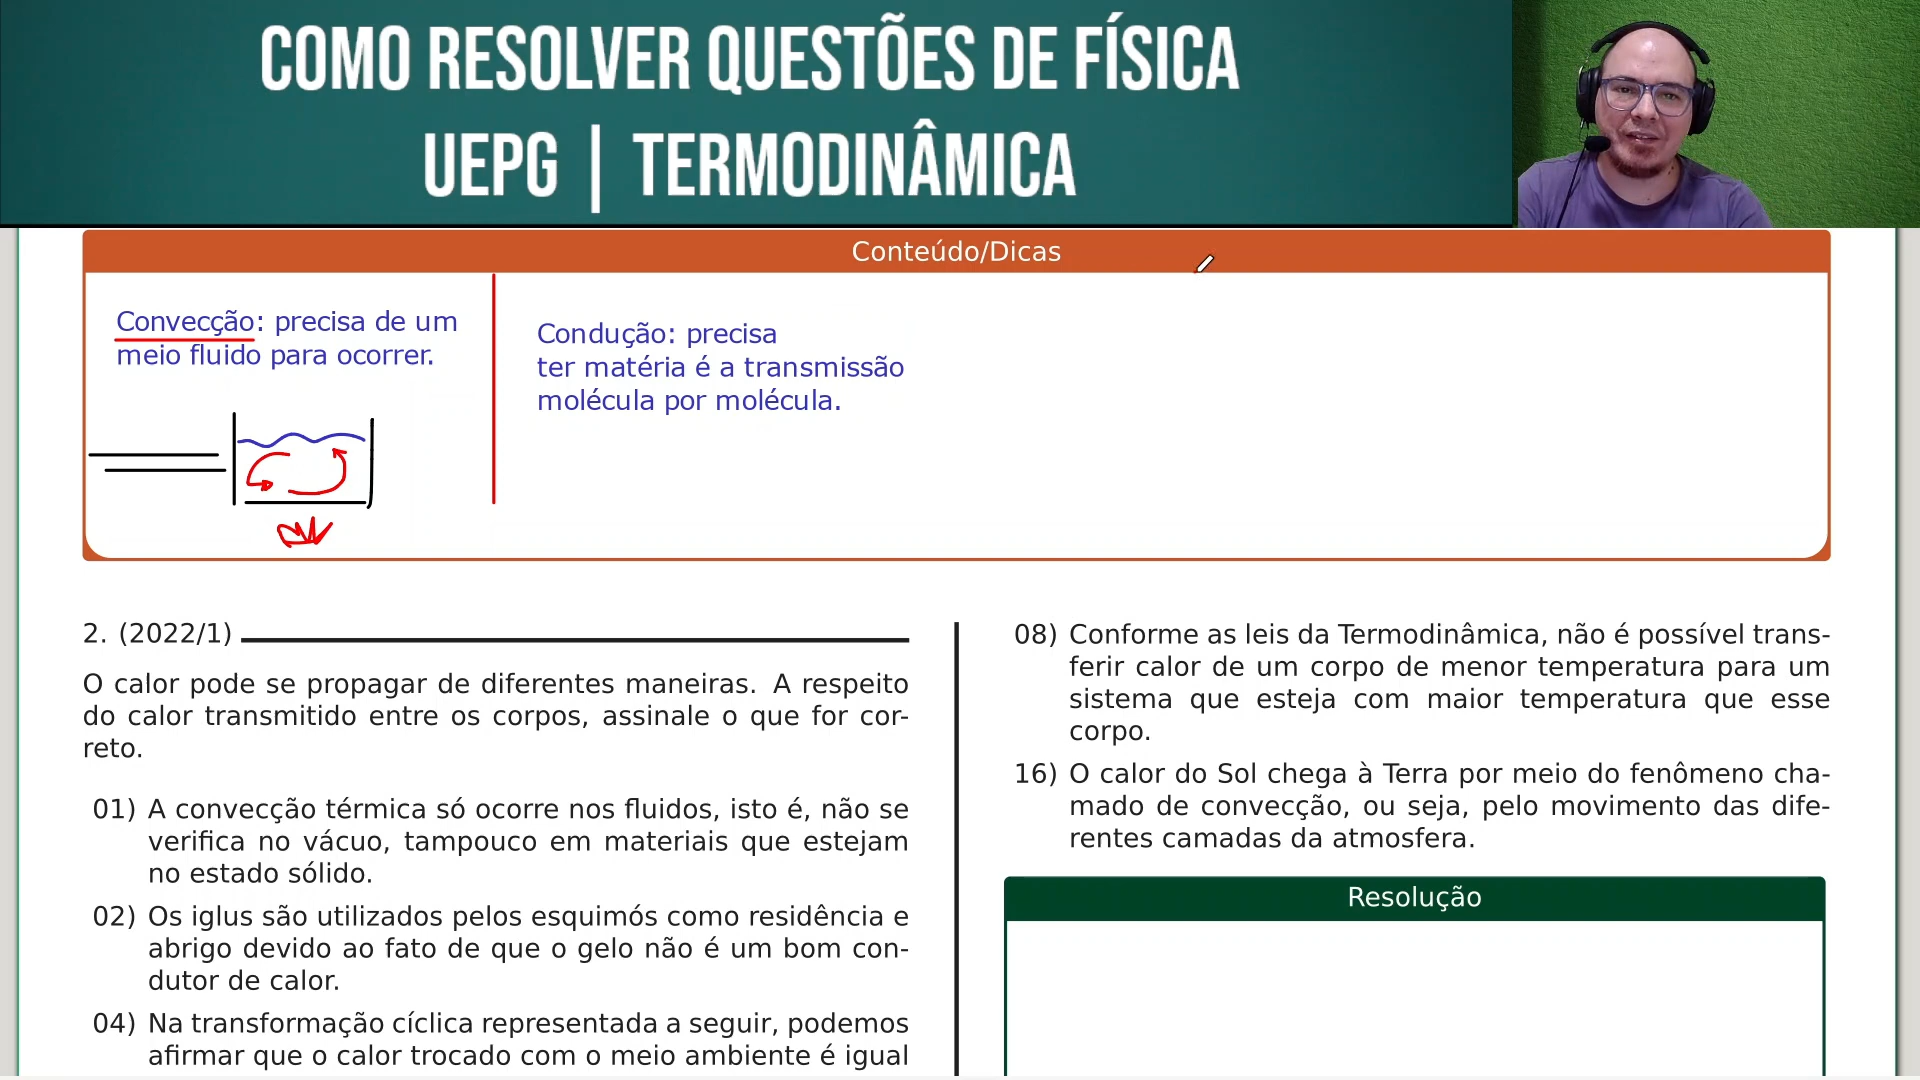 COMO RESOLVER QUESTÕES DE FÍSICA
UEPG | TERMODINÂMICA
Conteúdo/Dicas
Convecção: precisa de um
meio fluido para ocorrer.
Condução: precisa
ter matéria é a transmissão
molécula por molécula.
2. (2022/1)
O calor pode se propagar de diferentes maneiras. A respeito
do calor transmitido entre os corpos, assinale o que for cor-
reto.
01) A convecção térmica só ocorre nos fluidos, isto é, não se
verifica no vácuo, tampouco em materiais que estejam
no estado sólido.
02) Os iglus são utilizados pelos esquimós como residência e
abrigo devido ao fato de que o gelo não é um bom con-
dutor de calor.
04) Na transformação cíclica representada a seguir, podemos
afirmar que o calor trocado com o meio ambiente é igual
08) Conforme as leis da Termodinâmica, não é possível trans-
ferir calor de um corpo de menor temperatura para um
sistema que esteja com maior temperatura que esse
corpo.
16) O calor do Sol chega à Terra por meio do fenômeno cha-
mado de convecção, ou seja, pelo movimento das dife-
rentes camadas da atmosfera.
Resolução